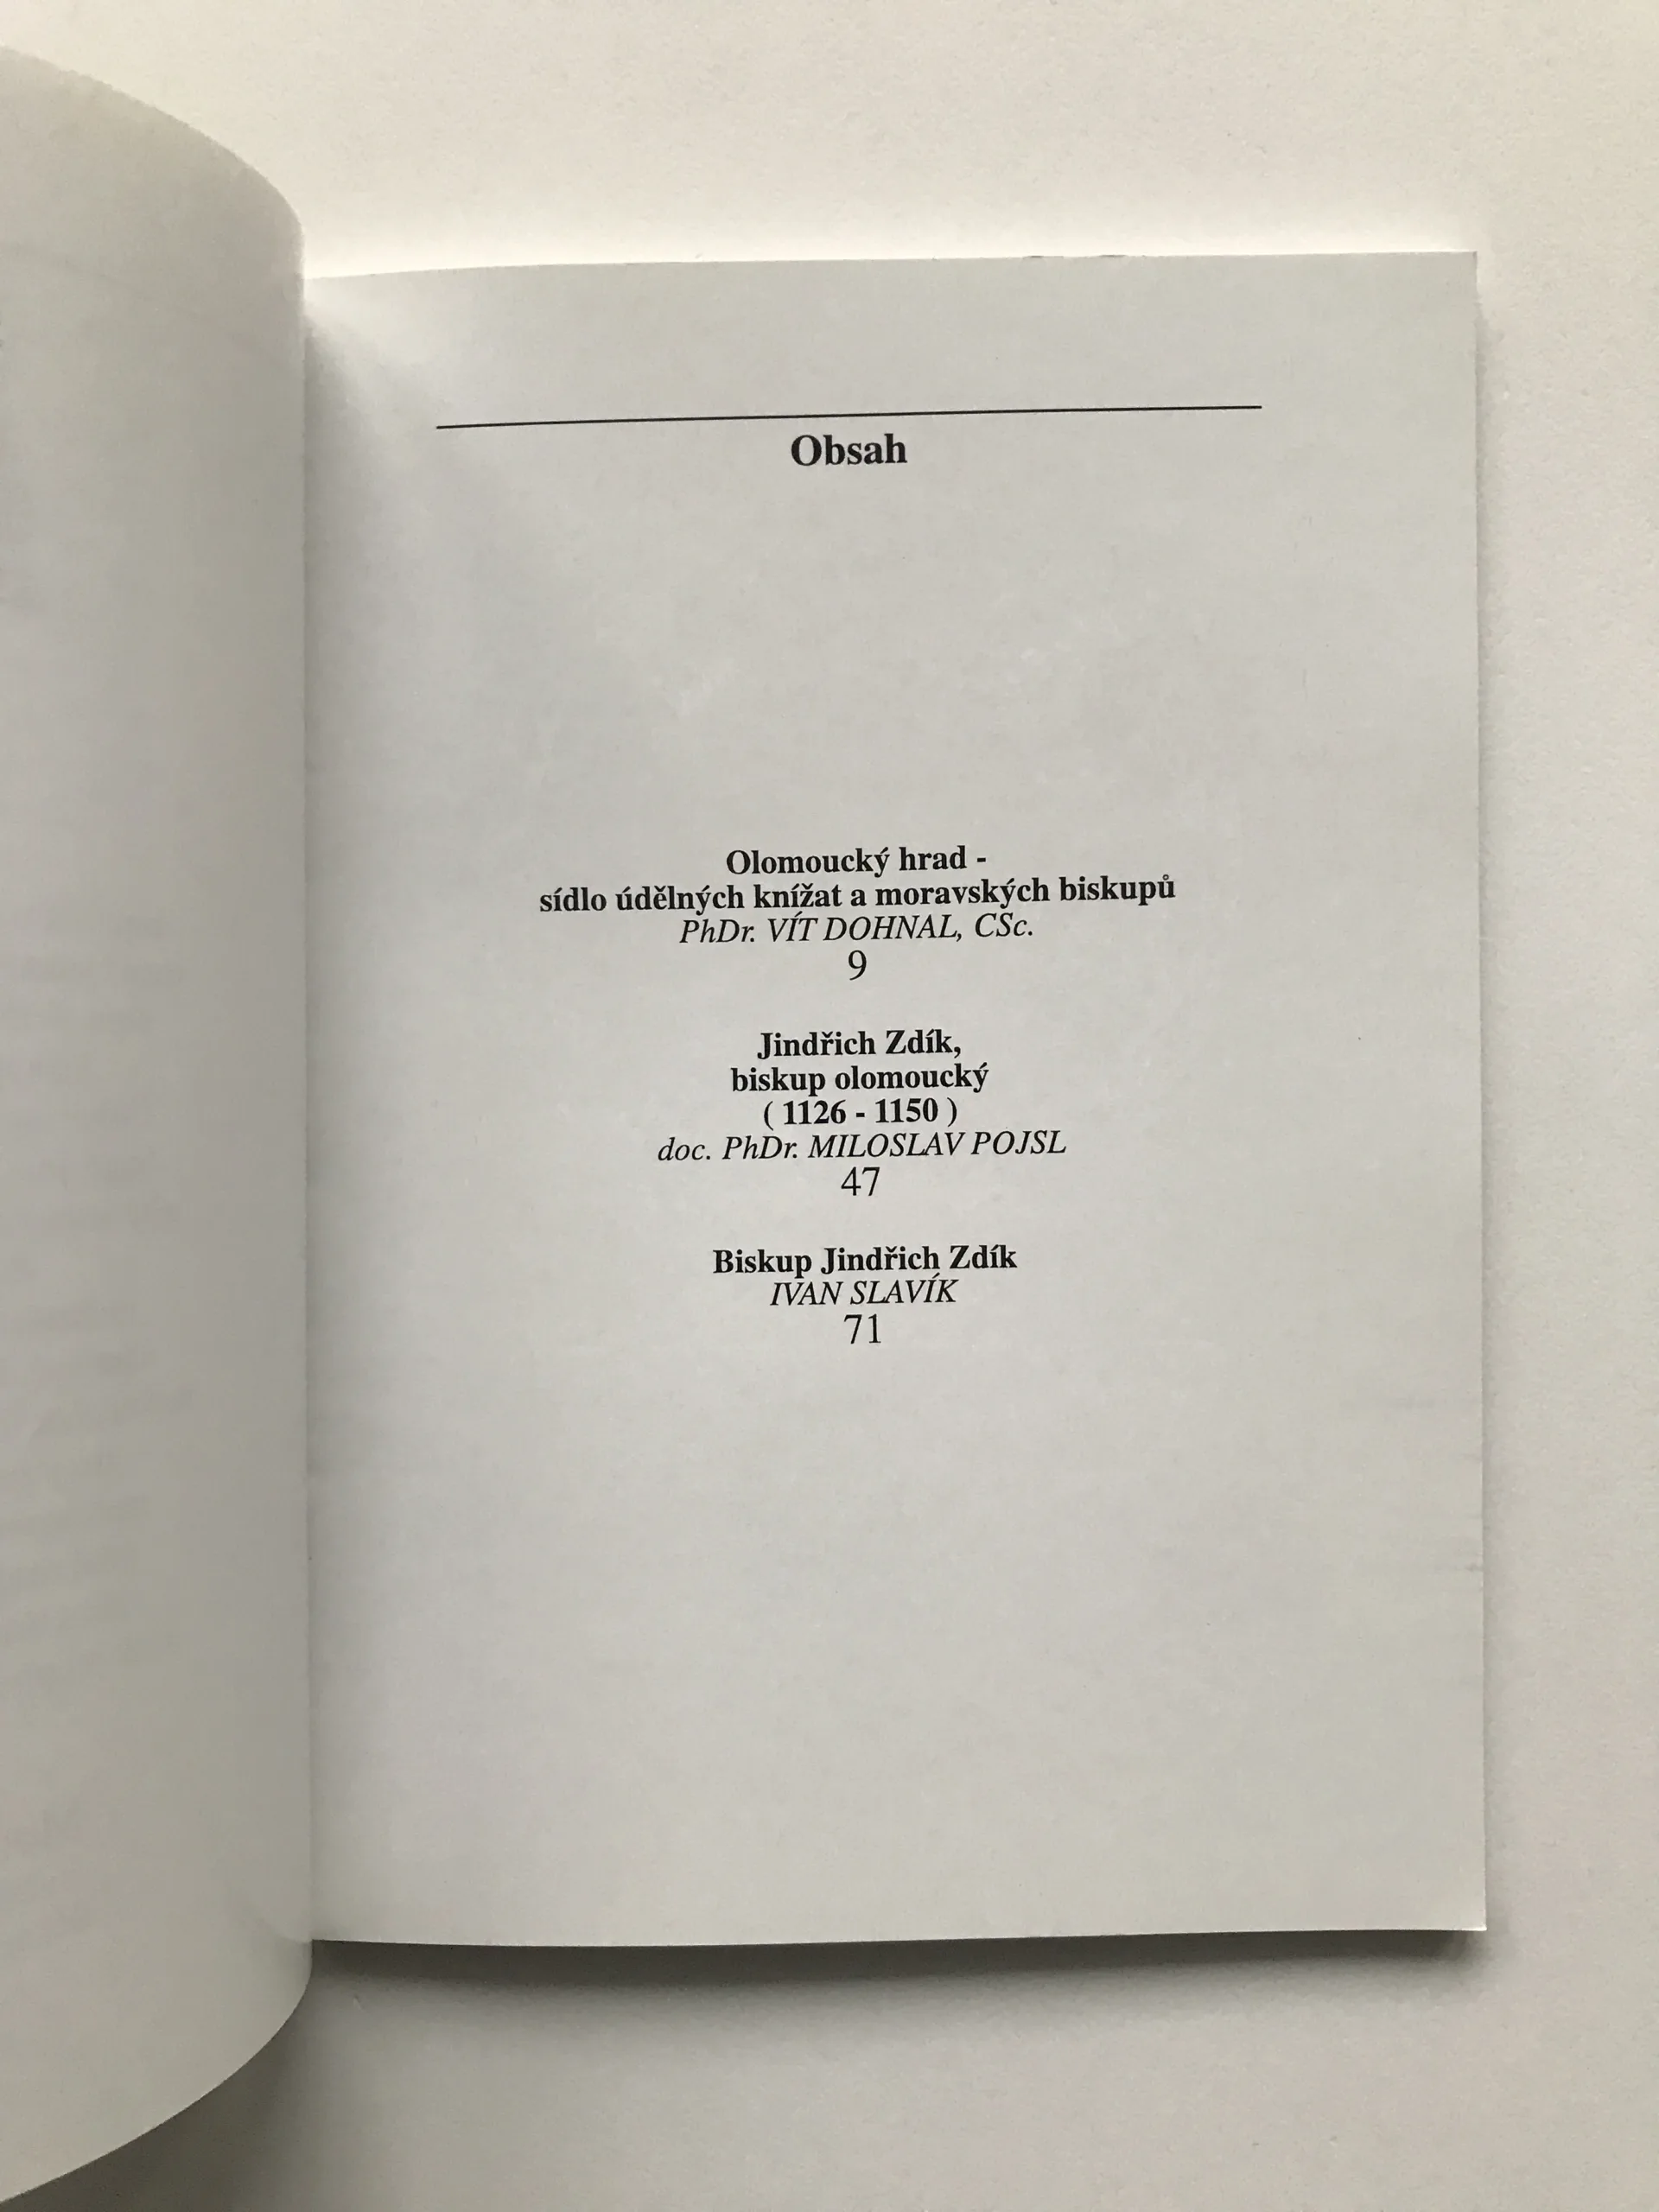 Obsah
Olomoucký hrad -
sídlo údělných knížat a moravských biskupů
PhDr. VÍT DOHNAL, CSc.
9
Jindřich Zdík,
biskup olomoucký
( 1126 - 1150 )
doc. PhDr. MILOSLAV POJSL
47
Biskup Jindřich Zdík
IVAN SLAVÍK
71